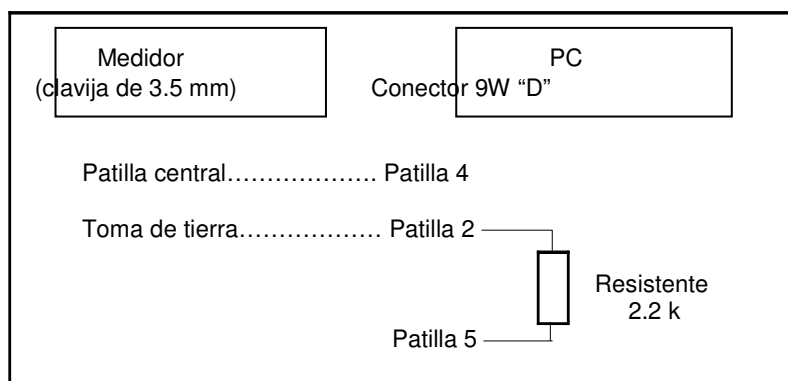 Medidor
(clavija de 3.5 mm)
PC
Conector 9W “D”
Patilla central................... Patilla 4
Toma de tierra.................. Patilla 2
Resistente
2.2 k
Patilla 5